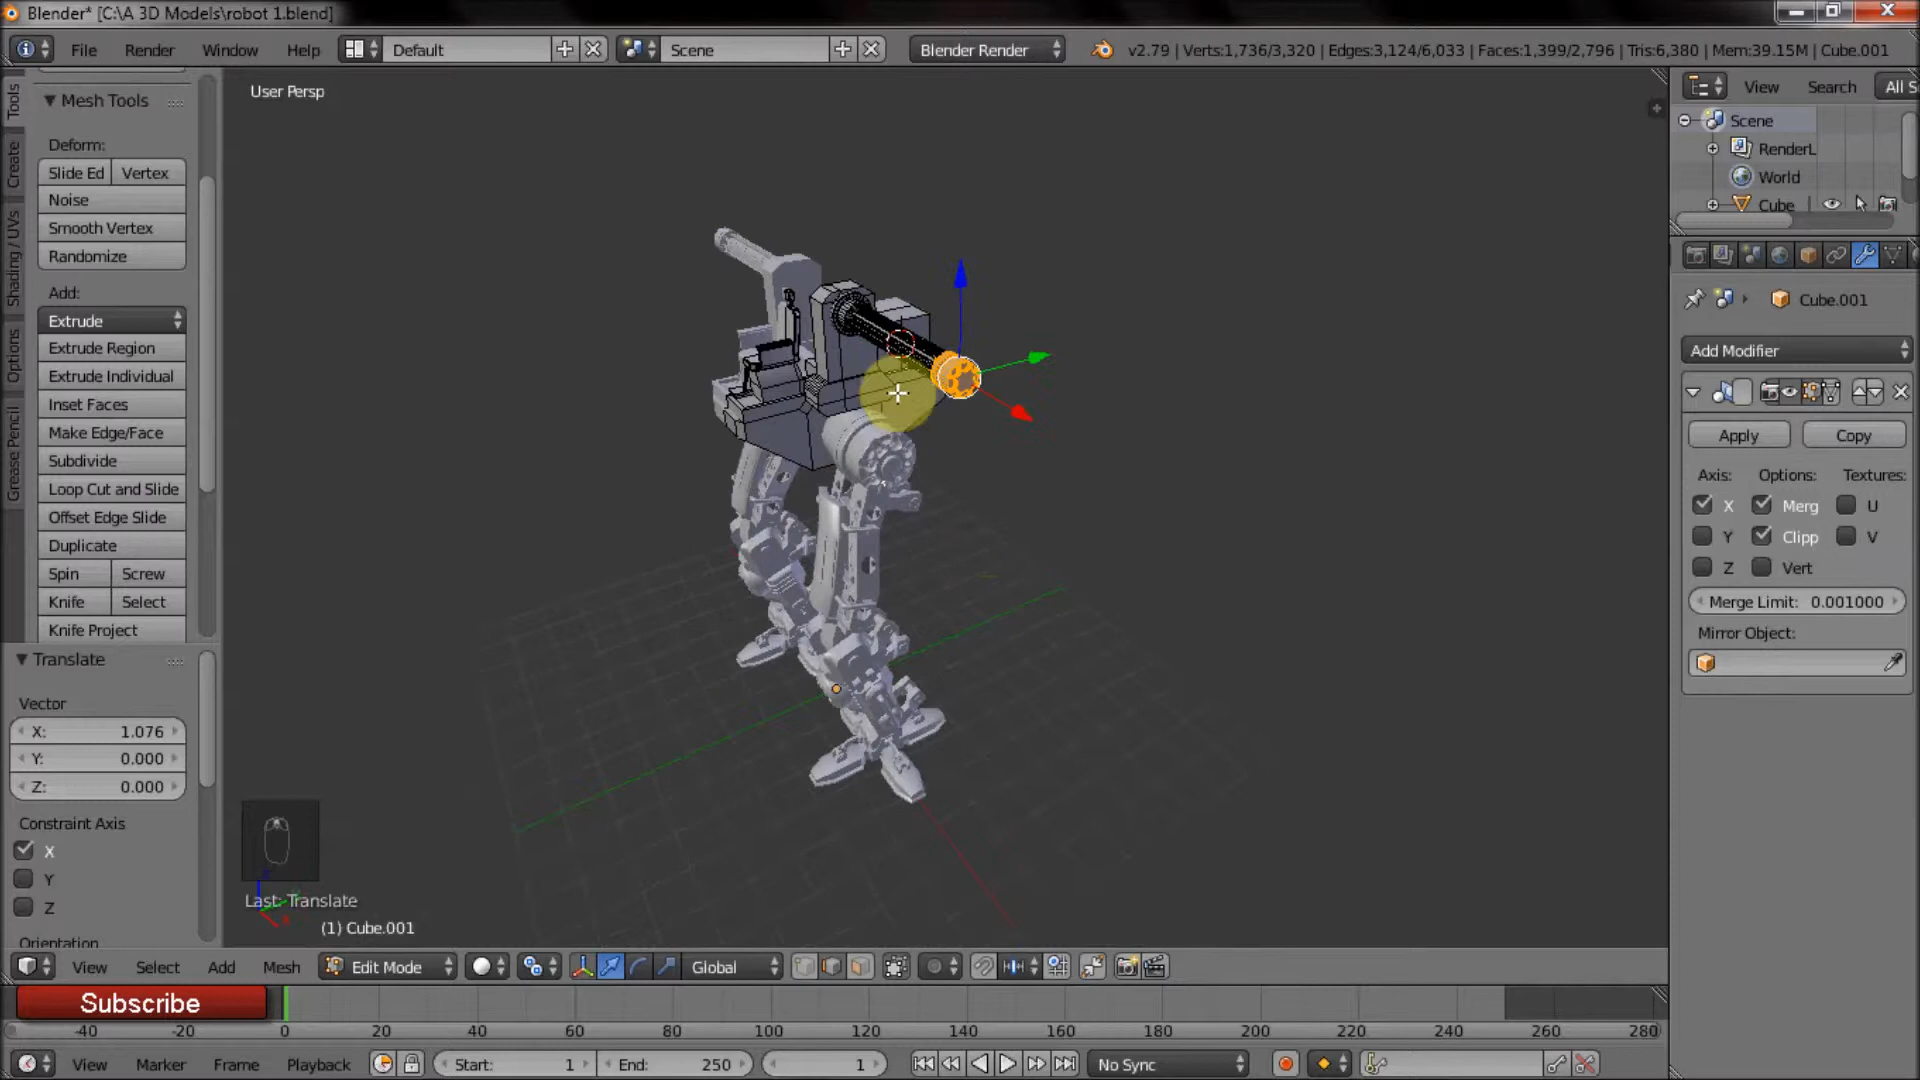 Blender* [C:\A 3D Models\robot 1.blend]
File Render Window Help Default Scene Blender Render v2.79 | Verts:1,736/3,320 | Edges:3,124/6,033 | Faces:1,399/2,796 | Tris:6,380 | Mem:39.15M | Cube.001
Tools
Create
Shading / UVs
Options
Grease Pencil
Mesh Tools
Deform:
Slide Ed Vertex
Noise
Smooth Vertex
Randomize
Add:
Extrude
Extrude Region
Extrude Individual
Inset Faces
Make Edge/Face
Subdivide
Loop Cut and Slide
Offset Edge Slide
Duplicate
Spin Screw
Knife Select
Knife Project
Translate
Vector
X: 1.076
Y: 0.000
Z: 0.000
Constraint Axis
X
Y
Z
Orientation
User Persp
Last: Translate
(1) Cube.001
View Search All S
Scene
RenderL
World
Cube
Cube.001
Add Modifier
Apply Copy
Axis: Options: Textures:
X Merg U
Y Clipp V
Z Vert
Merge Limit: 0.001000
Mirror Object:
View Select Add Mesh Edit Mode Global
Subscribe
-40 -20 0 20 40 60 80 100 120 140 160 180 200 220 240 260 280
View Marker Frame Playback Start: 1 End: 250 1 No Sync